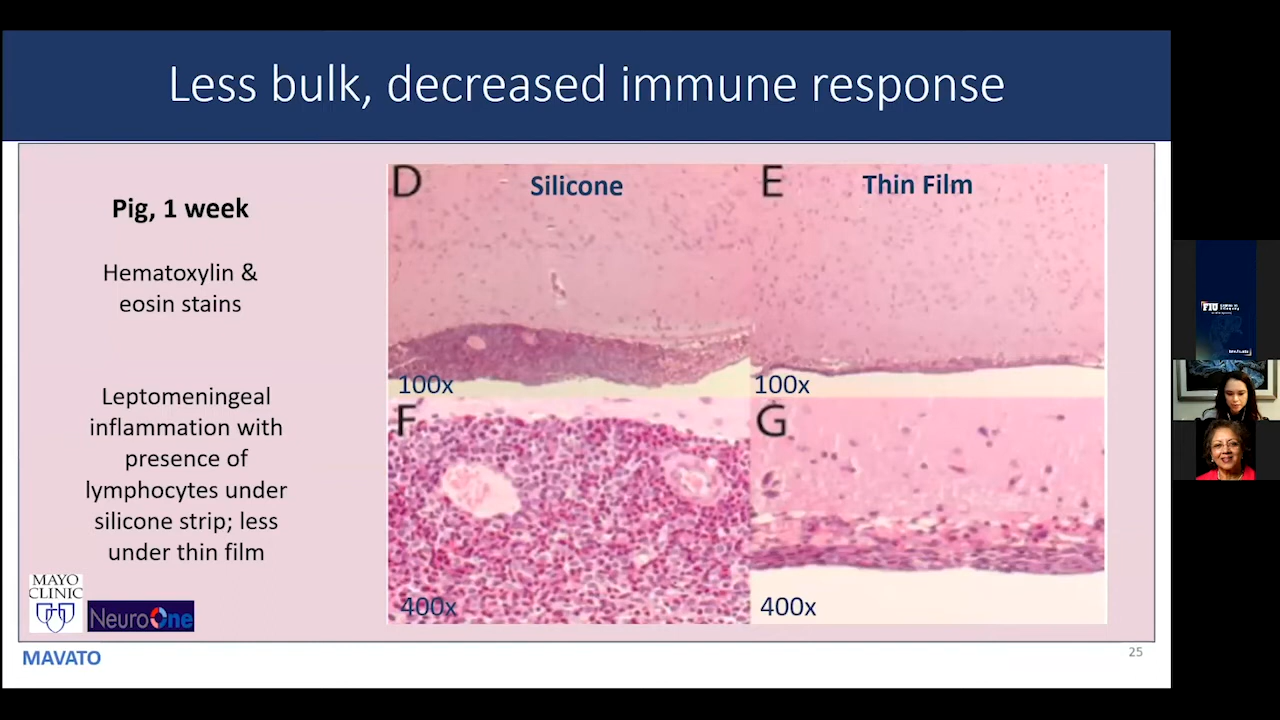 Less bulk, decreased immune response
Pig, 1 week
Hematoxylin &
eosin stains
Leptomeningeal
inflammation with
presence of
lymphocytes under
silicone strip; less
under thin film
D
Silicone
E
Thin Film
100x
100x
F
G
400x
400x
MAYO
CLINIC
NeuroOne
MAVATO
25
FIU